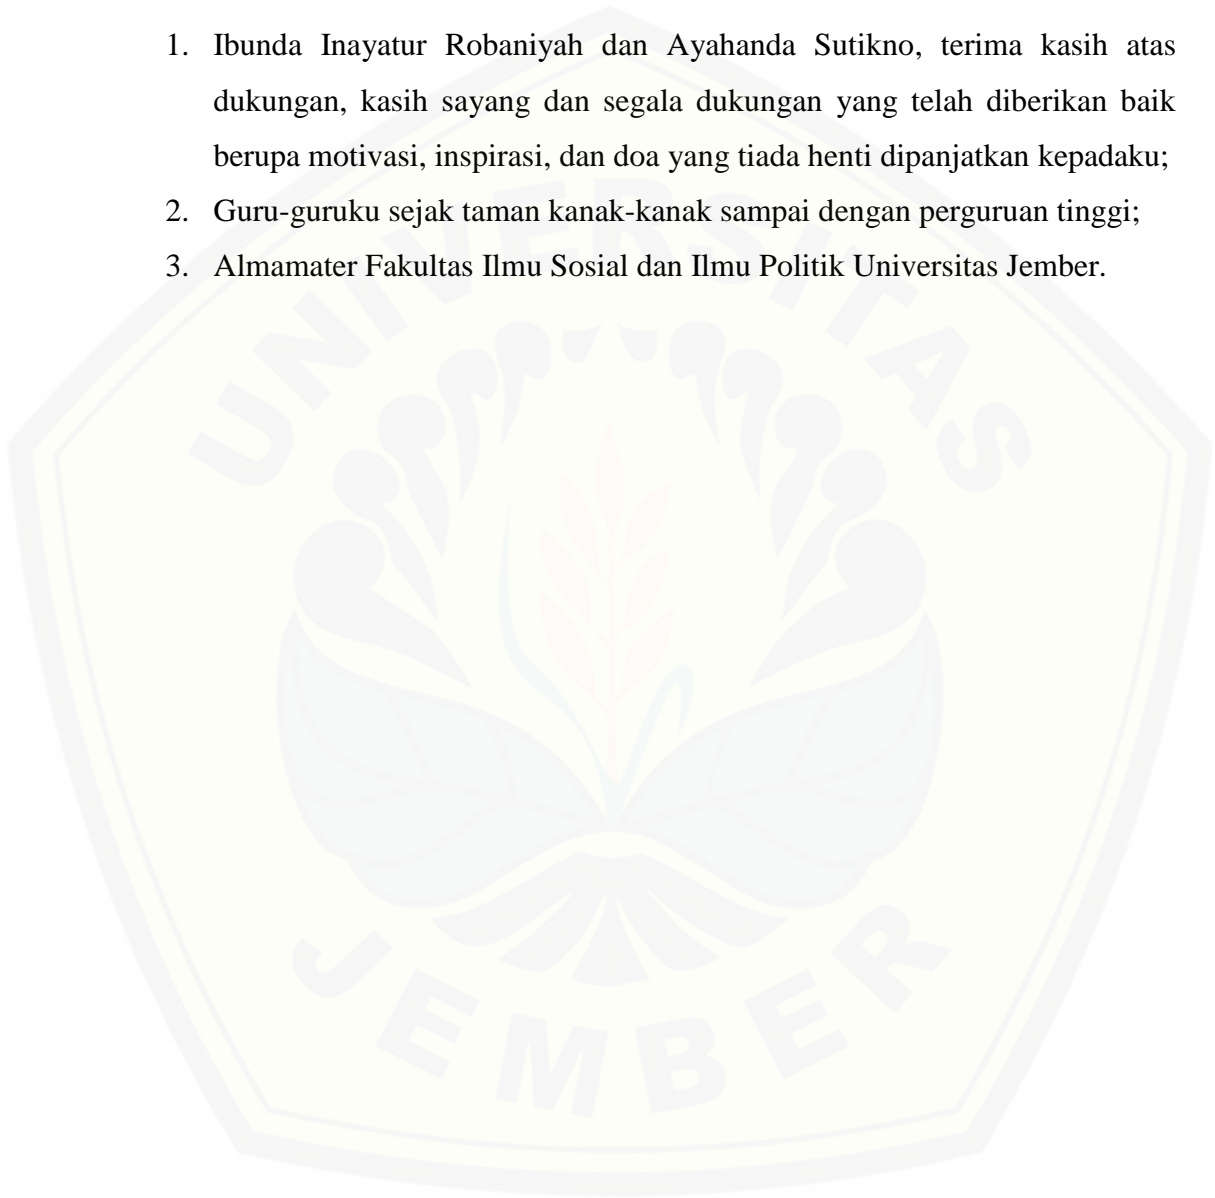 1. Ibunda Inayatur Robaniyah dan Ayahanda Sutikno, terima kasih atas
dukungan, kasih sayang dan segala dukungan yang telah diberikan baik
berupa motivasi, inspirasi, dan doa yang tiada henti dipanjatkan kepadaku;
2. Guru-guruku sejak taman kanak-kanak sampai dengan perguruan tinggi;
3. Almamater Fakultas Ilmu Sosial dan Ilmu Politik Universitas Jember.
UNIVERSITAS
JEMBER